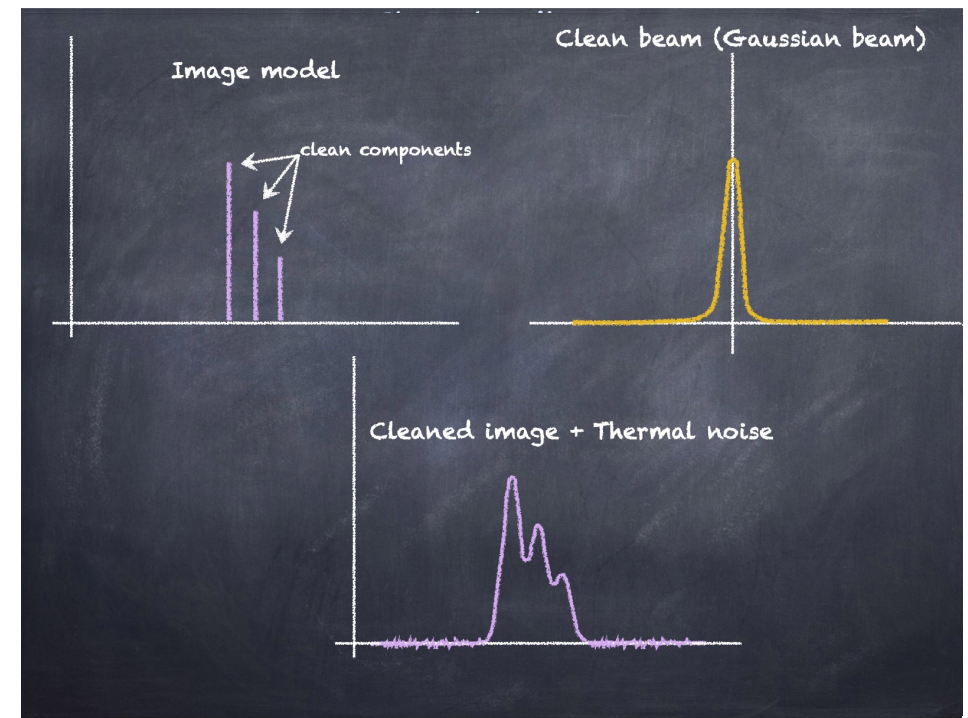 Clean beam (Gaussian beam)
Image model
clean components
Cleaned image + Thermal noise